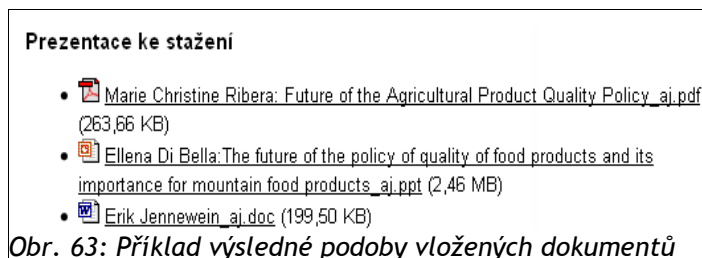 Prezentace ke stažení
• Marie Christine Ribera: Future of the Agricultural Product Quality Policy_aj.pdf
(263,66 KB)
• Ellena Di Bella:The future of the policy of quality of food products and its
importance for mountain food products_aj.ppt (2,46 MB)
• Erik Jennewein_aj.doc (199,50 KB)
Obr. 63: Příklad výsledné podoby vložených dokumentů